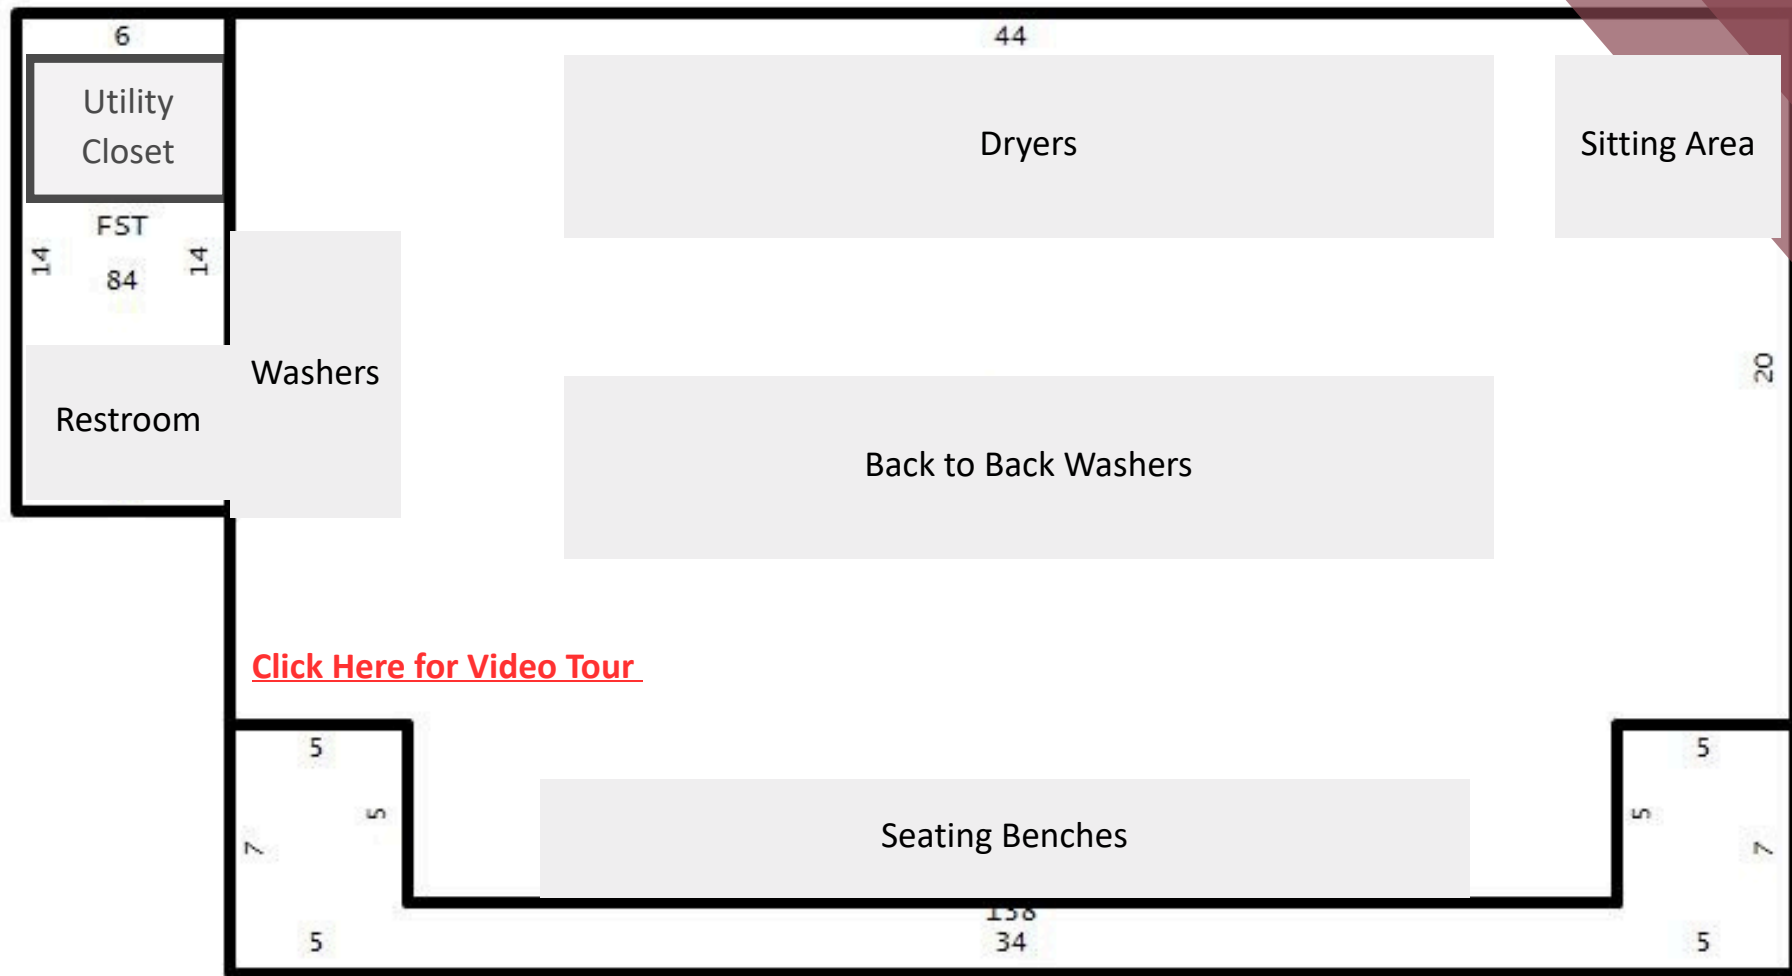 6
44
Utility
Closet
Dryers
Sitting Area
FST
14
14
84
Washers
20
Restroom
Back to Back Washers
Click Here for Video Tour
5
5
5
5
7
7
Seating Benches
138
5
34
5